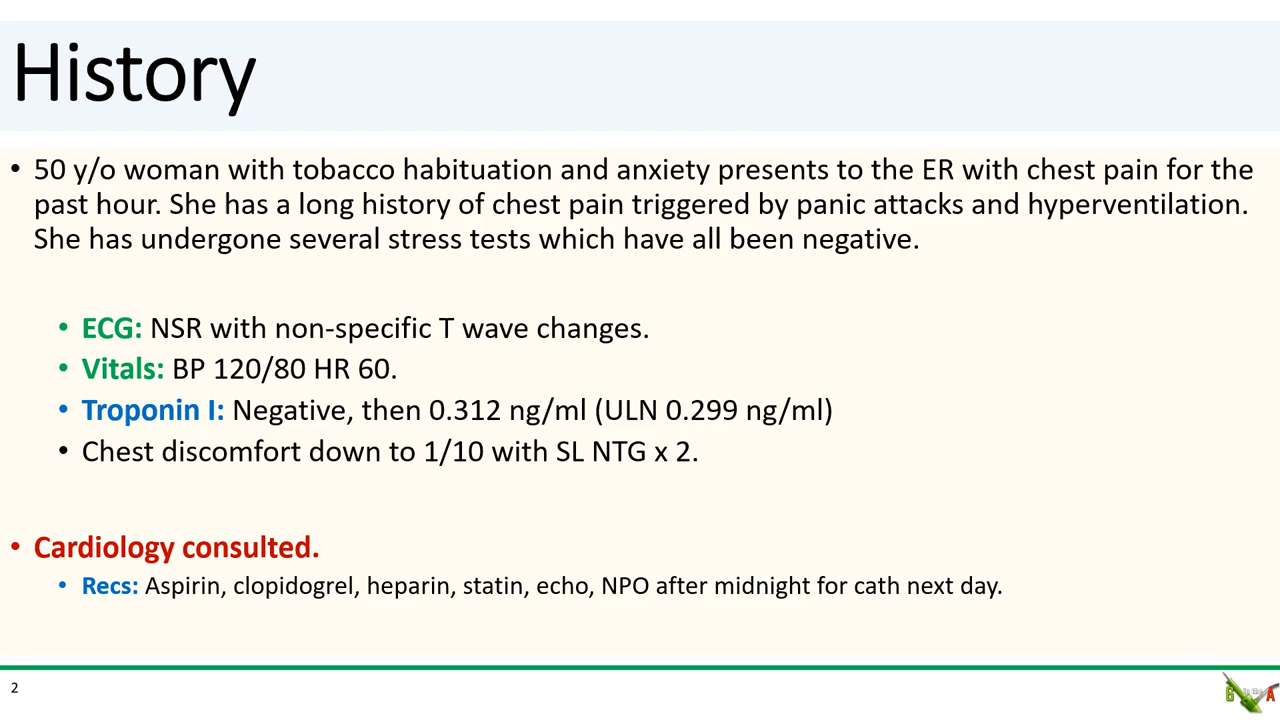 History
• 50 y/o woman with tobacco habituation and anxiety presents to the ER with chest pain for the
past hour. She has a long history of chest pain triggered by panic attacks and hyperventilation.
She has undergone several stress tests which have all been negative.
• ECG: NSR with non-specific T wave changes.
• Vitals: BP 120/80 HR 60.
• Troponin I: Negative, then 0.312 ng/ml (ULN 0.299 ng/ml)
• Chest discomfort down to 1/10 with SL NTG x 2.
• Cardiology consulted.
• Recs: Aspirin, clopidogrel, heparin, statin, echo, NPO after midnight for cath next day.
2